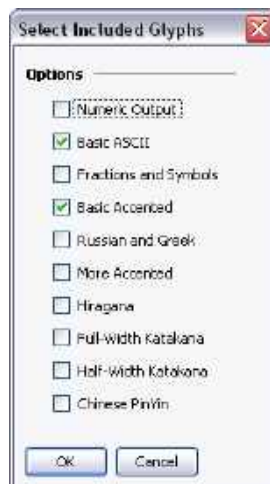 Select Included Glyphs
Options
Numeric Output
Basic ASCII
Fractions and Symbols
Basic Accented
Russian and Greek
More Accented
Hiragana
Full-Width Katakana
Half-Width Katakana
Chinese PinYin
OK
Cancel